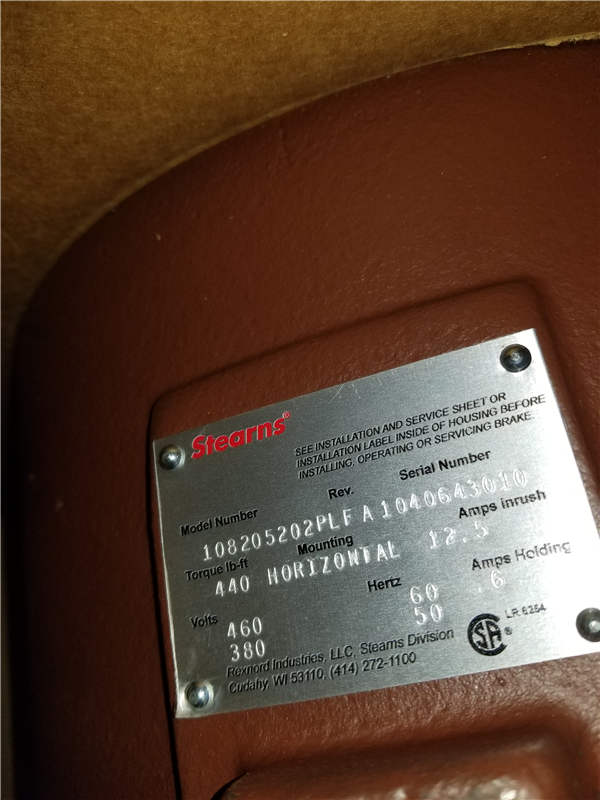 Stearns®
SEE INSTALLATION AND SERVICE SHEET OR
INSTALLATION LABEL INSIDE OF HOUSING BEFORE
INSTALLING, OPERATING OR SERVICING BRAKE.
Model Number Rev. Serial Number
108205202PLF A 1040643010
Torque lb-ft Mounting Amps Inrush
440 HORIZONTAL 12.5
Volts Hertz Amps Holding
460 60 .6
380 50
Rexnord Industries, LLC, Stearns Division
Cudahy, WI 53110, (414) 272-1100
SA ® LR 6254